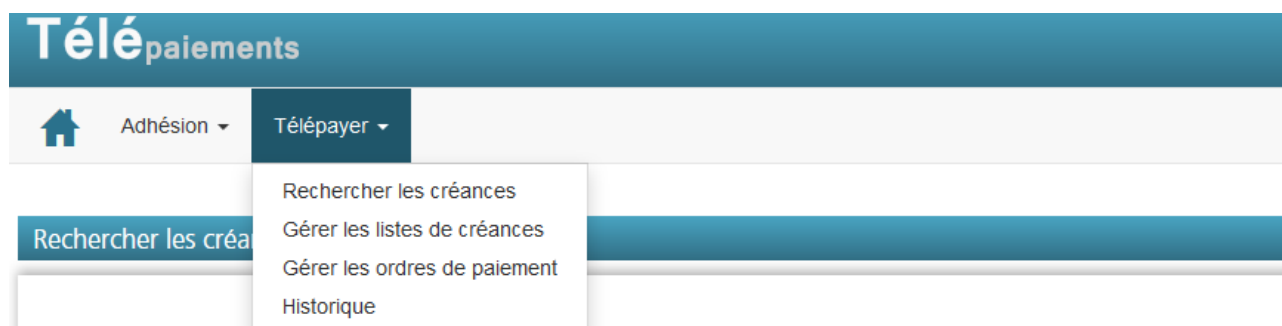 Télépaiements
Adhésion Télépayer
Rechercher les créances
Gérer les listes de créances
Rechercher les créa
Gérer les ordres de paiement
Historique